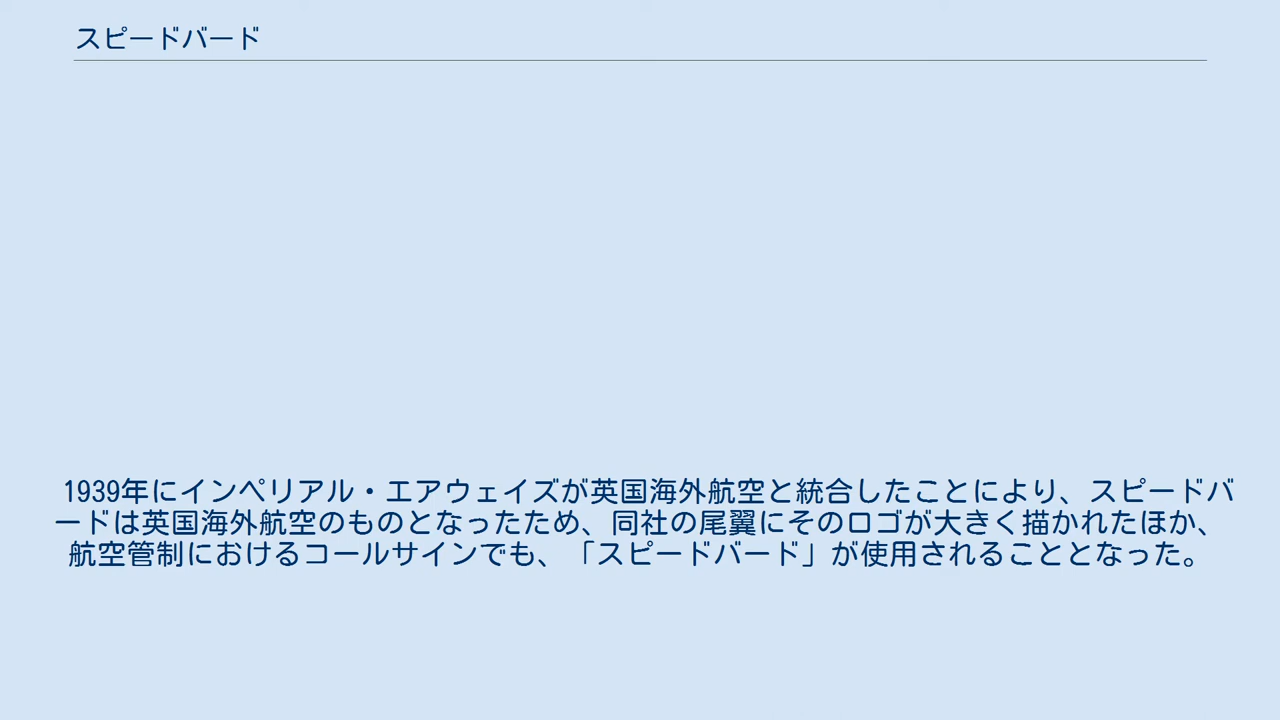 スピードバード
1939年にインペリアル・エアウェイズが英国海外航空と統合したことにより、スピードバ
ードは英国海外航空のものとなったため、同社の尾翼にそのロゴが大きく描かれたほか、
航空管制におけるコールサインでも、「スピードバード」が使用されることとなった。